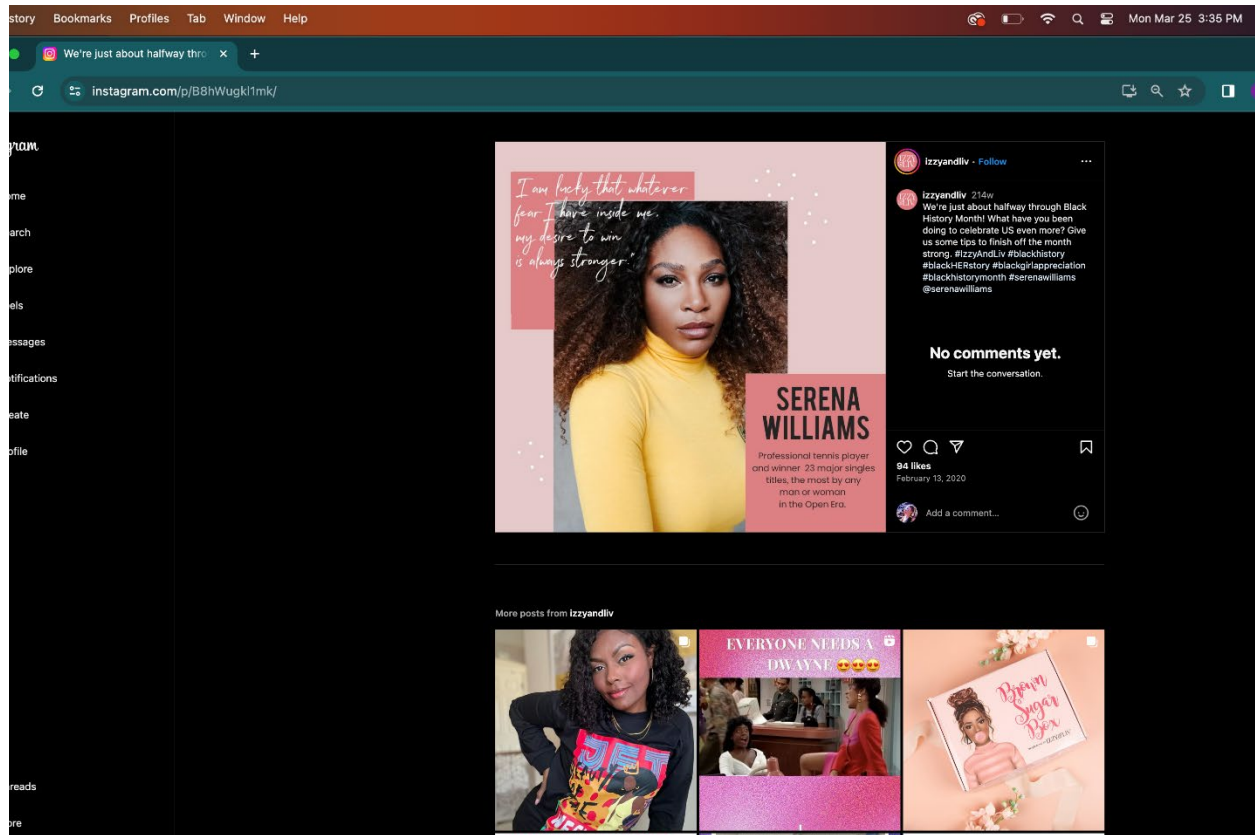 story Bookmarks Profiles Tab Window Help Mon Mar 25 3:35 PM
We're just about halfway thro
instagram.com/p/B8hWugkl1mk/
gram
ome
arch
plore
els
essages
otifications
eate
ofile
reads
ore
"I am lucky that whatever
fear I have inside me,
my desire to win
is always stronger."
SERENA
WILLIAMS
Professional tennis player
and winner 23 major singles
titles, the most by any
man or woman
in the Open Era.
IZZY
izzyandliv • Follow
izzyandliv 214w
We're just about halfway through Black
History Month! What have you been
doing to celebrate US even more? Give
us some tips to finish off the month
strong. #IzzyAndLiv #blackhistory
#blackHERstory #blackgirlappreciation
#blackhistorymonth #serenawilliams
@serenawilliams
No comments yet.
Start the conversation.
94 likes
February 13, 2020
Add a comment...
More posts from izzyandliv
JET
EVERYONE NEEDS A
DWAYNE 😍😍😍
Brown
Sugar
Box